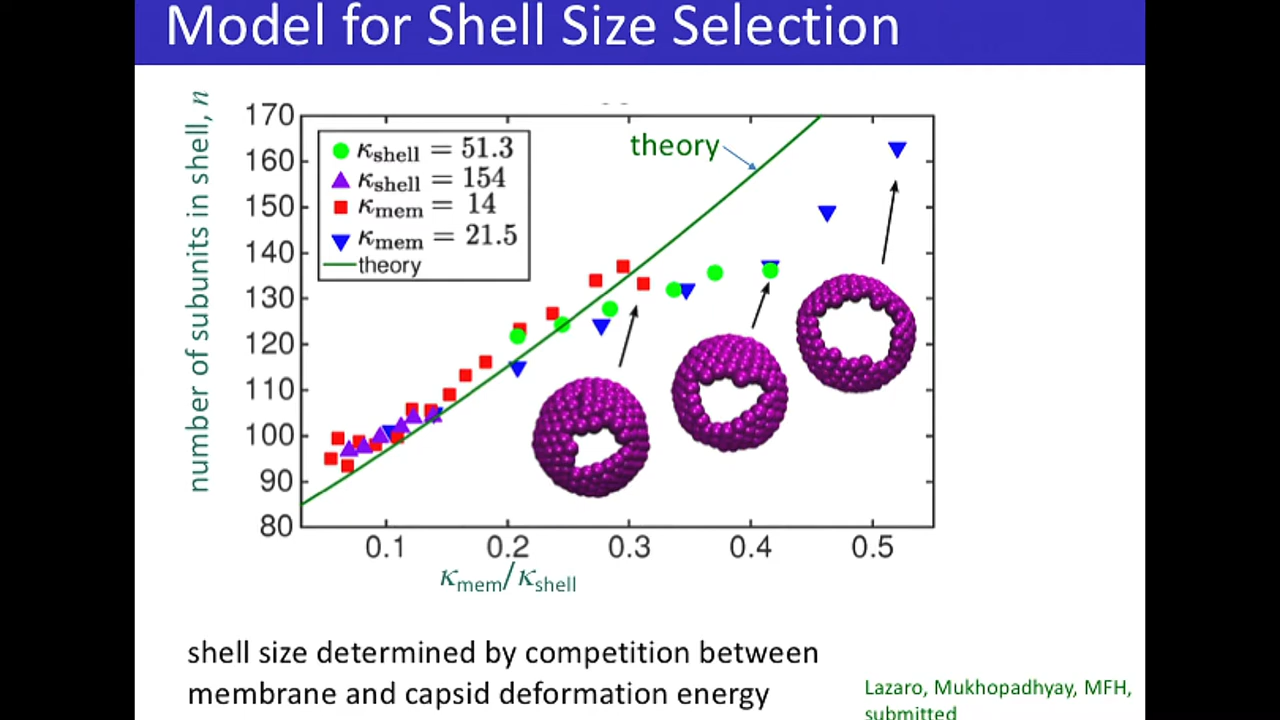 Model for Shell Size Selection
number of subunits in shell, n
170
160
150
140
130
120
110
100
90
80
κshell = 51.3
κshell = 154
κmem = 14
κmem = 21.5
theory
theory
0.1 0.2 0.3 0.4 0.5
κmem/κshell
shell size determined by competition between
membrane and capsid deformation energy
Lazaro, Mukhopadhyay, MFH,
submitted